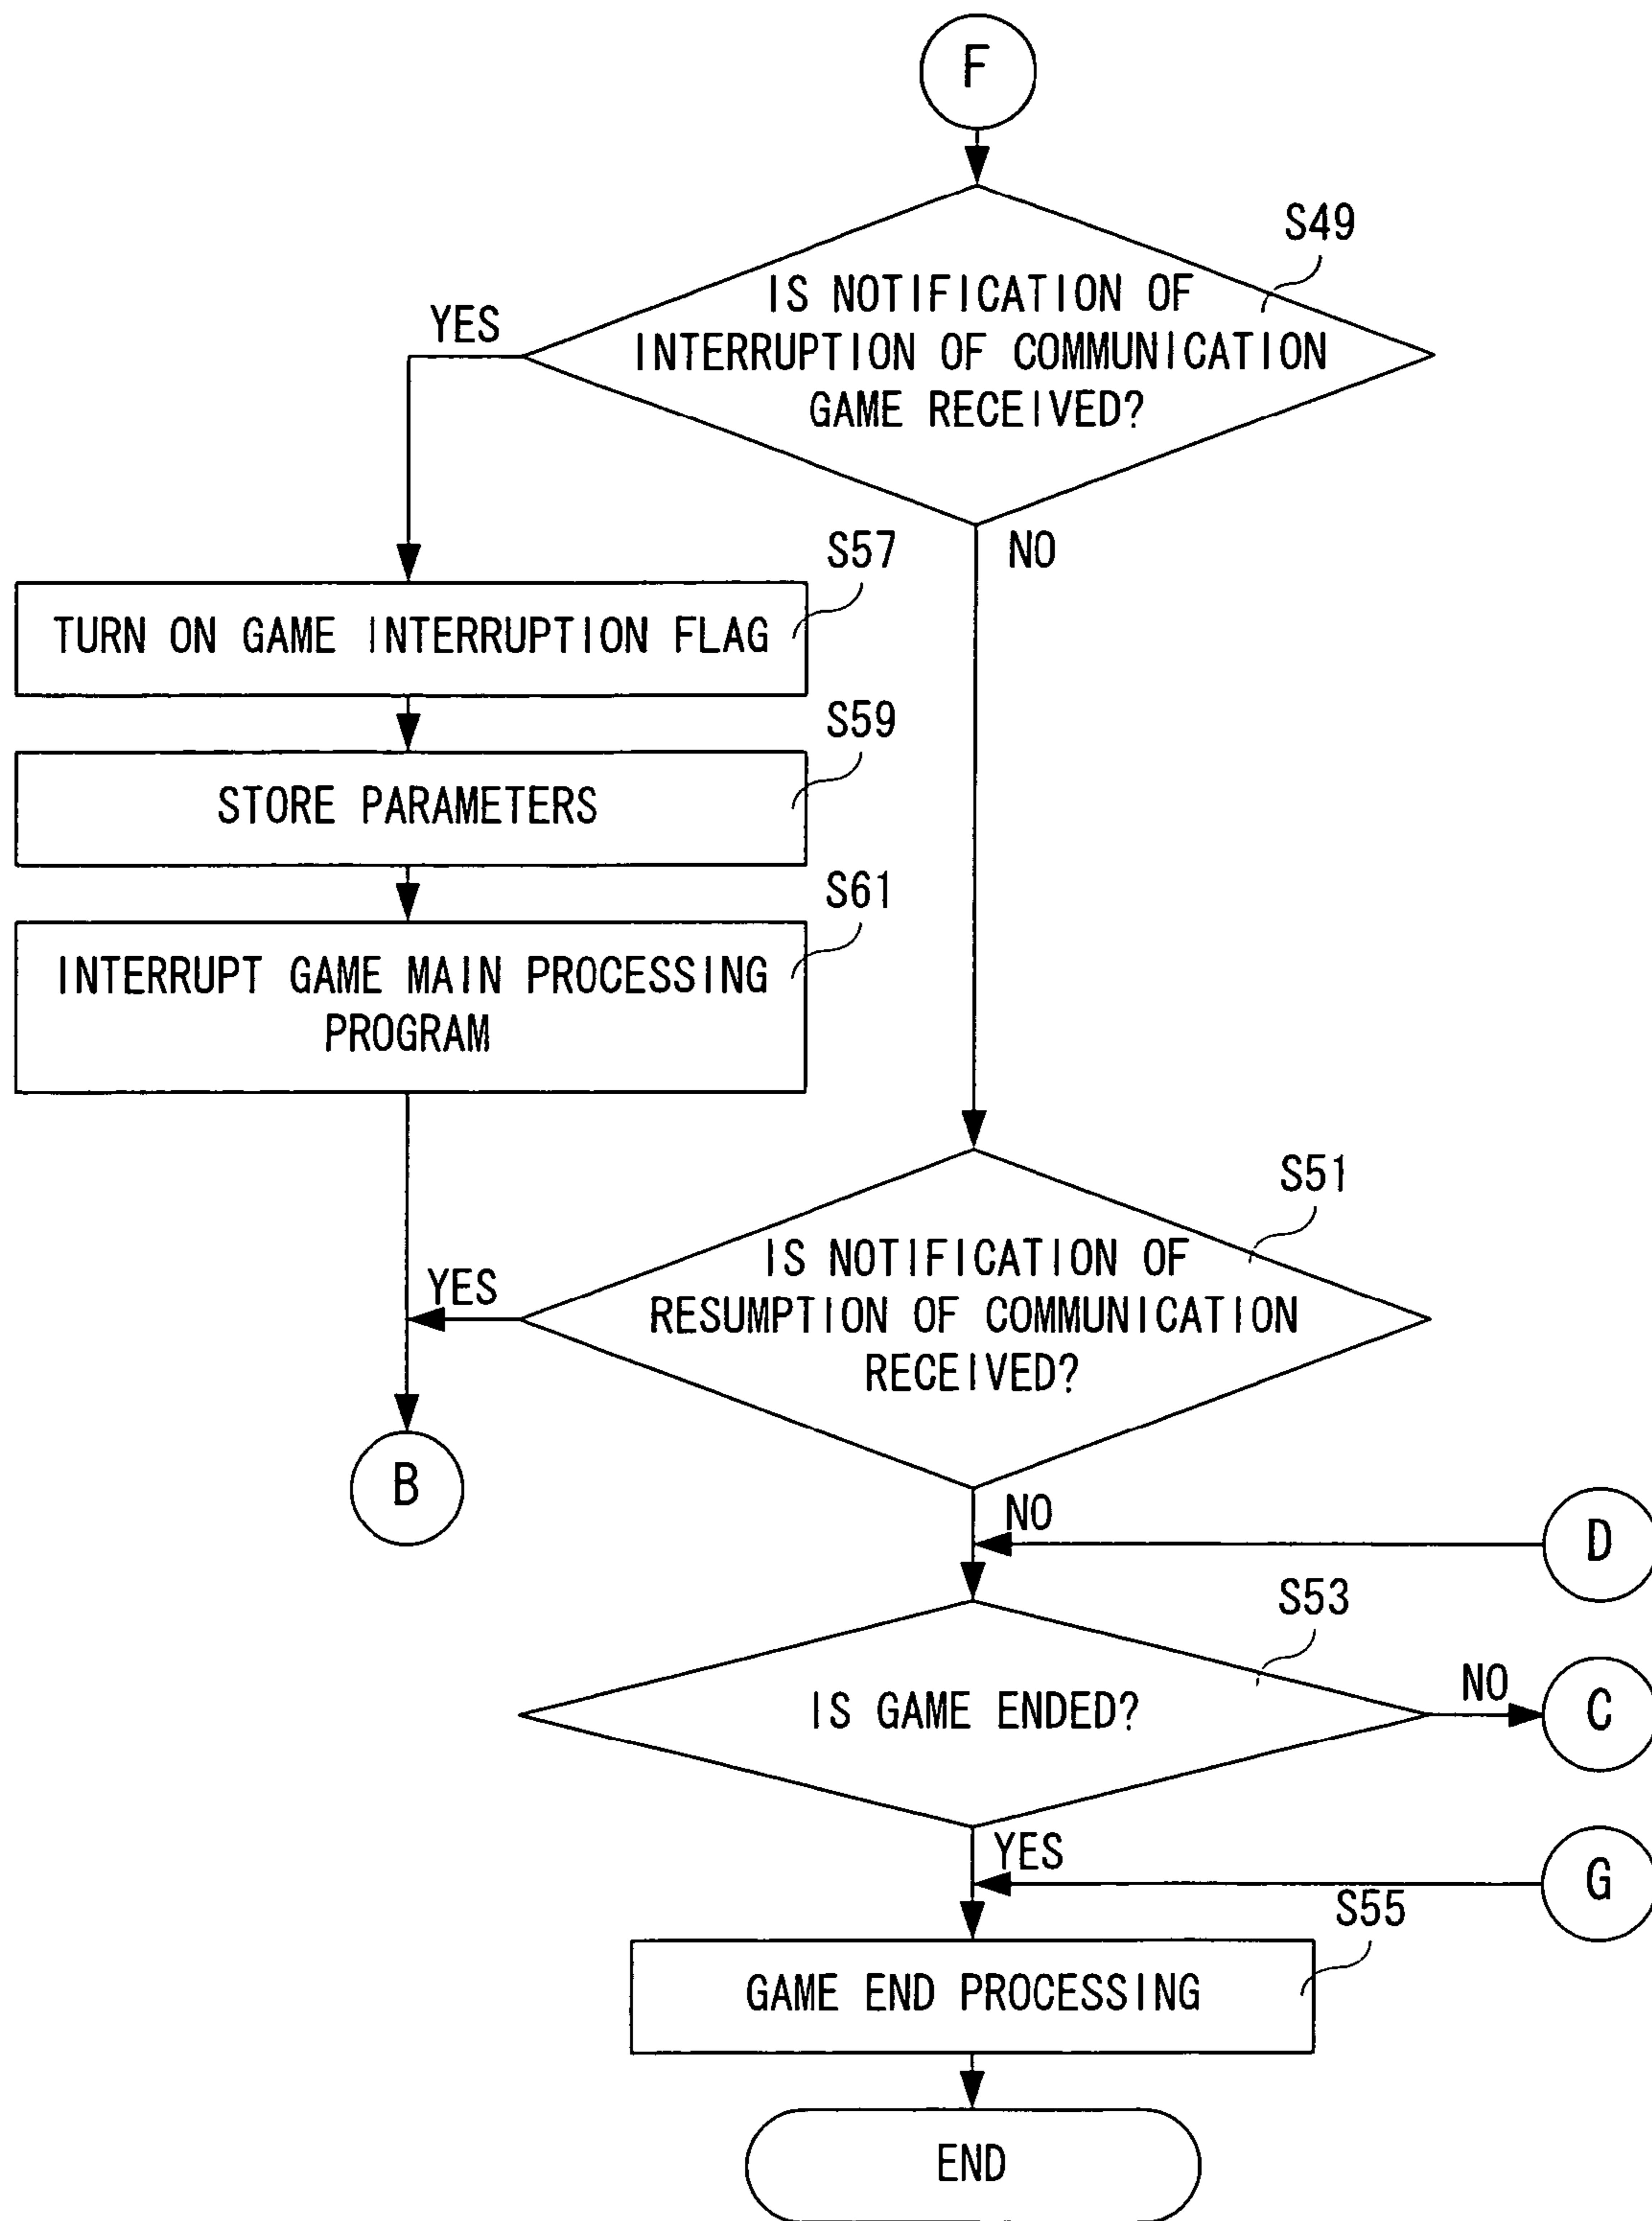 F
S49
IS NOTIFICATION OF
INTERRUPTION OF COMMUNICATION
GAME RECEIVED?
YES
NO
S57
TURN ON GAME INTERRUPTION FLAG
S59
STORE PARAMETERS
S61
INTERRUPT GAME MAIN PROCESSING
PROGRAM
S51
IS NOTIFICATION OF
RESUMPTION OF COMMUNICATION
RECEIVED?
YES
B
NO
D
S53
IS GAME ENDED?
NO
C
YES
G
S55
GAME END PROCESSING
END